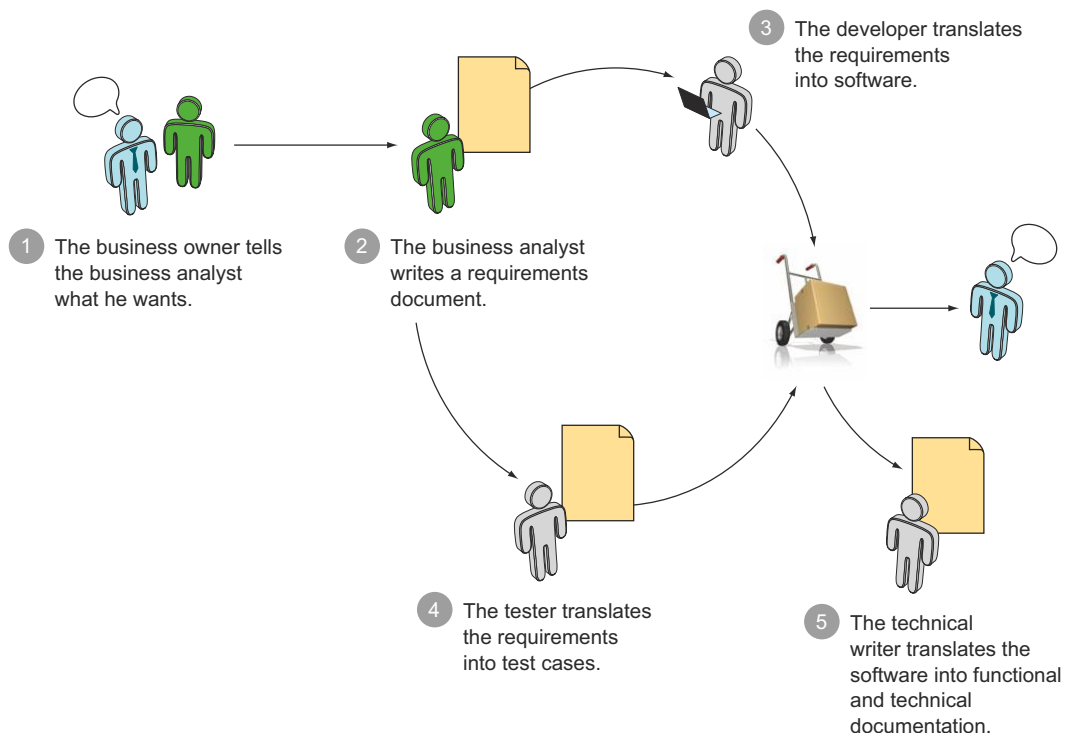 1 The business owner tells
the business analyst
what he wants.
2 The business analyst
writes a requirements
document.
3 The developer translates
the requirements
into software.
4 The tester translates
the requirements
into test cases.
5 The technical
writer translates the
software into functional
and technical
documentation.